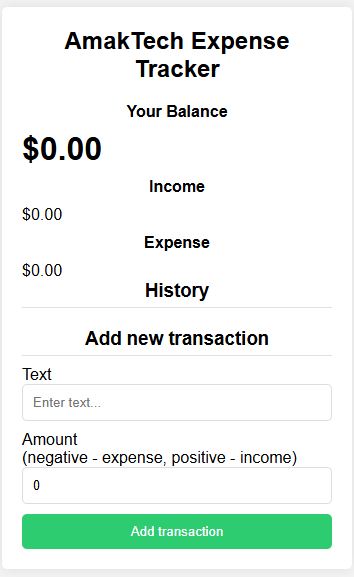 AmakTech Expense
Tracker
Your Balance
$0.00
Income
$0.00
Expense
$0.00
History
Add new transaction
Text
Enter text...
Amount
(negative - expense, positive - income)
0
Add transaction